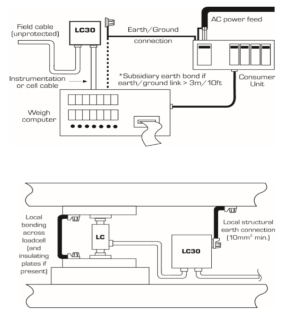 Field cable
(unprotected)
LC30
Earth/Ground
connection
AC power feed
Instrumentation
or cell cable
*Subsidiary earth bond if
earth/ground link > 3m/10ft
Consumer
Unit
Weigh
computer
Local
bonding
across
loadcell
(and
insulating
plates if
present)
LC
LC30
Local structural
earth connection
(10mm² min.)